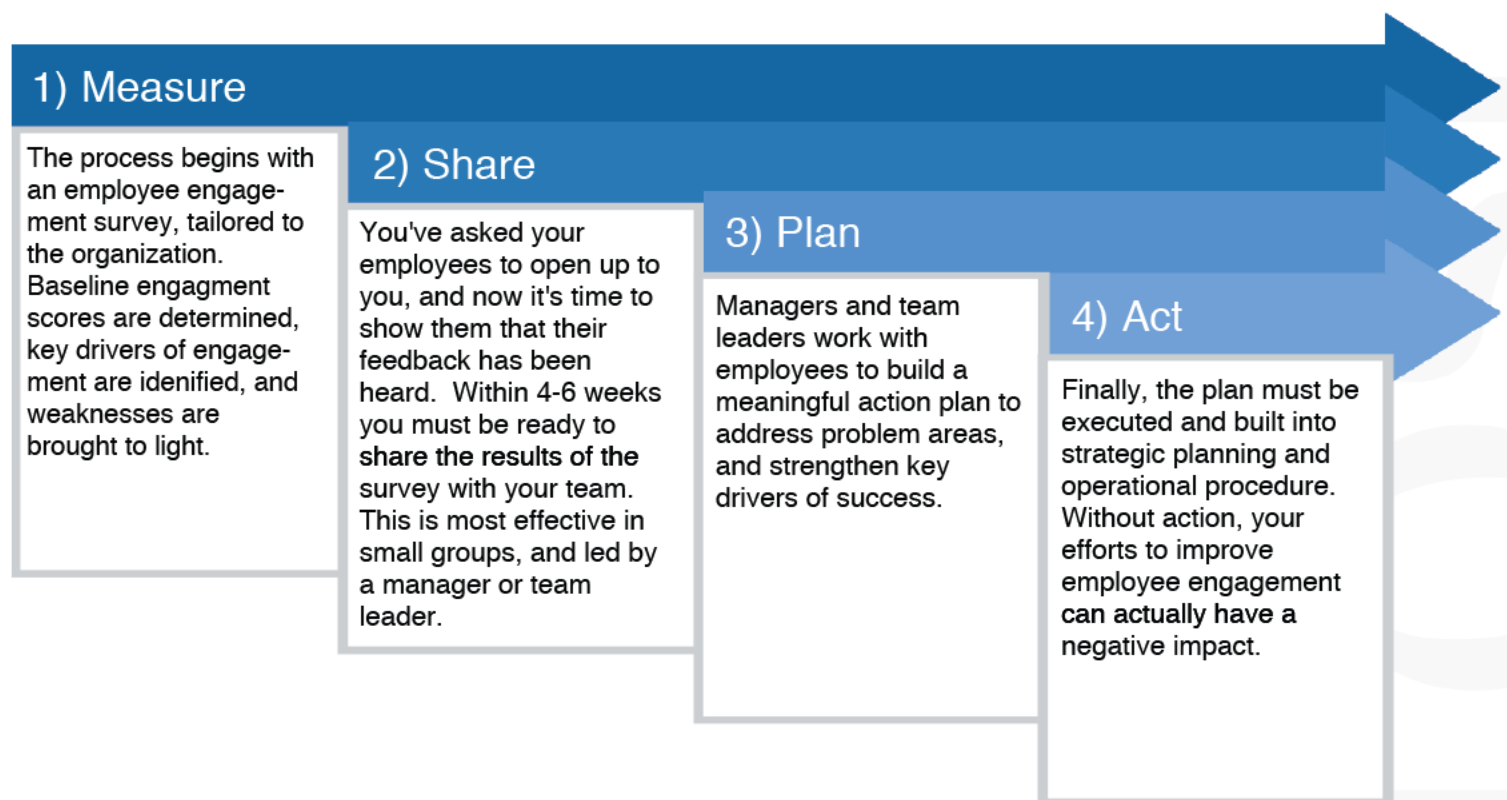 1) Measure
The process begins with
an employee engage-
ment survey, tailored to
the organization.
Baseline engagment
scores are determined,
key drivers of engage-
ment are idenified, and
weaknesses are
brought to light.
2) Share
You've asked your
employees to open up to
you, and now it's time to
show them that their
feedback has been
heard.  Within 4-6 weeks
you must be ready to
share the results of the
survey with your team.
This is most effective in
small groups, and led by
a manager or team
leader.
3) Plan
Managers and team
leaders work with
employees to build a
meaningful action plan to
address problem areas,
and strengthen key
drivers of success.
4) Act
Finally, the plan must be
executed and built into
strategic planning and
operational procedure.
Without action, your
efforts to improve
employee engagement
can actually have a
negative impact.